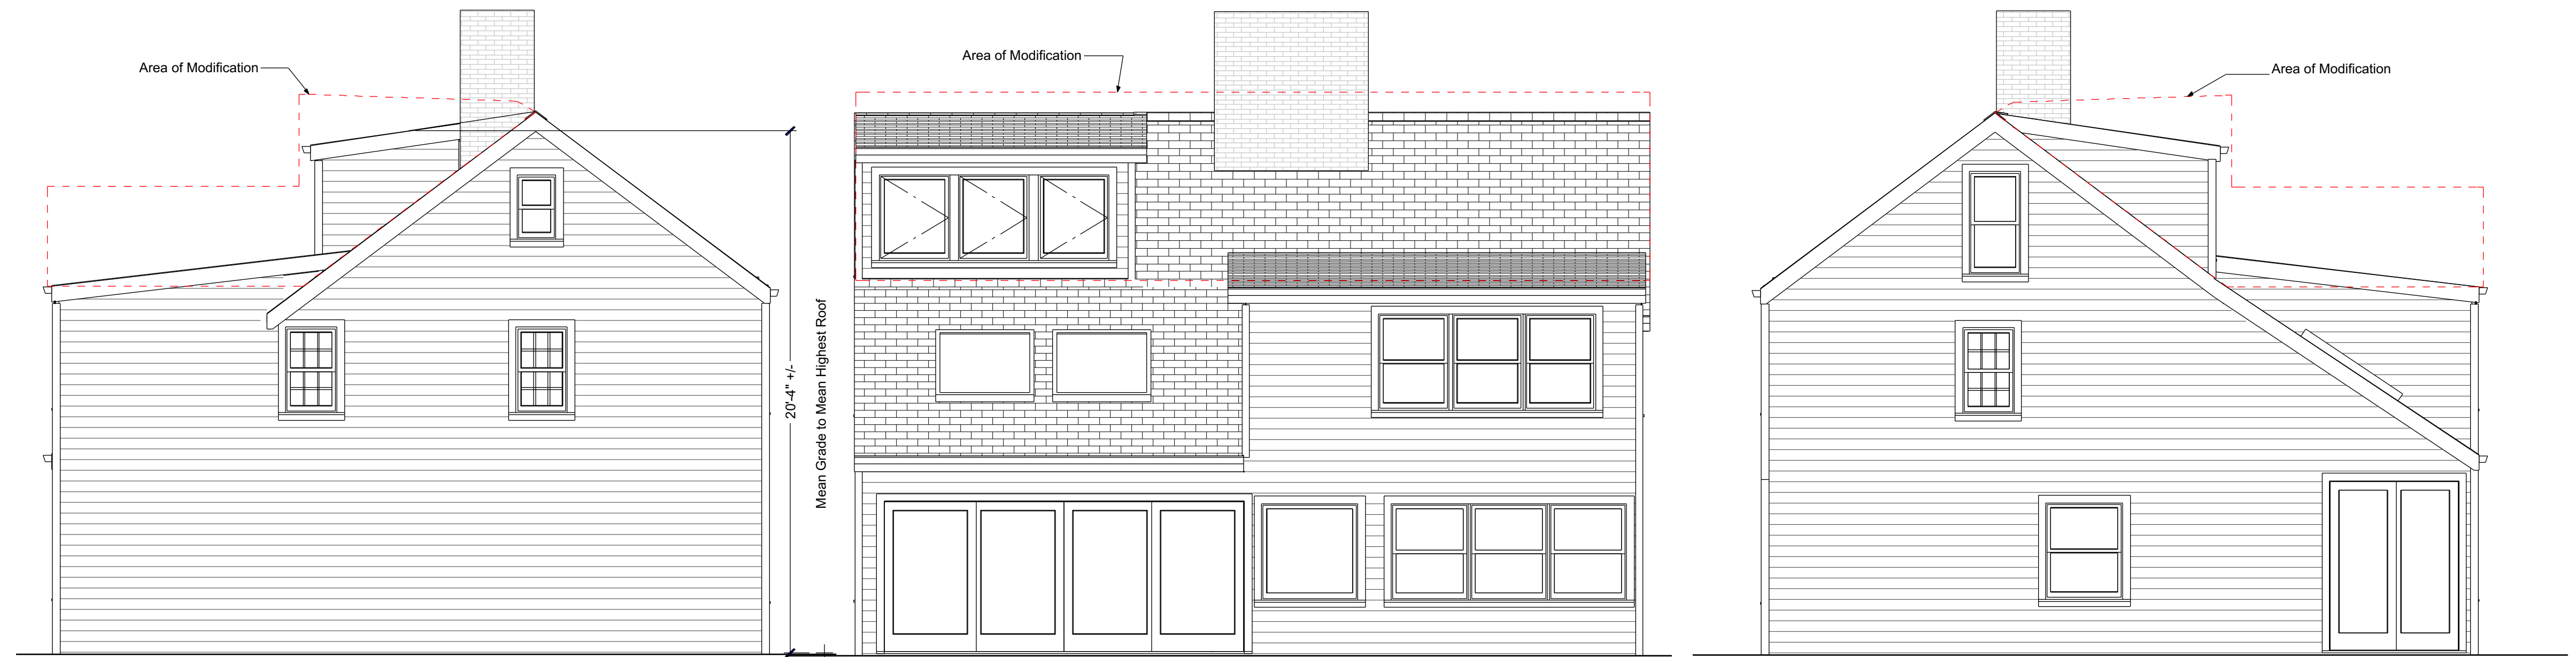 Area of Modification
20'-4" +/-
Mean Grade to Mean Highest Roof
Area of Modification
Area of Modification